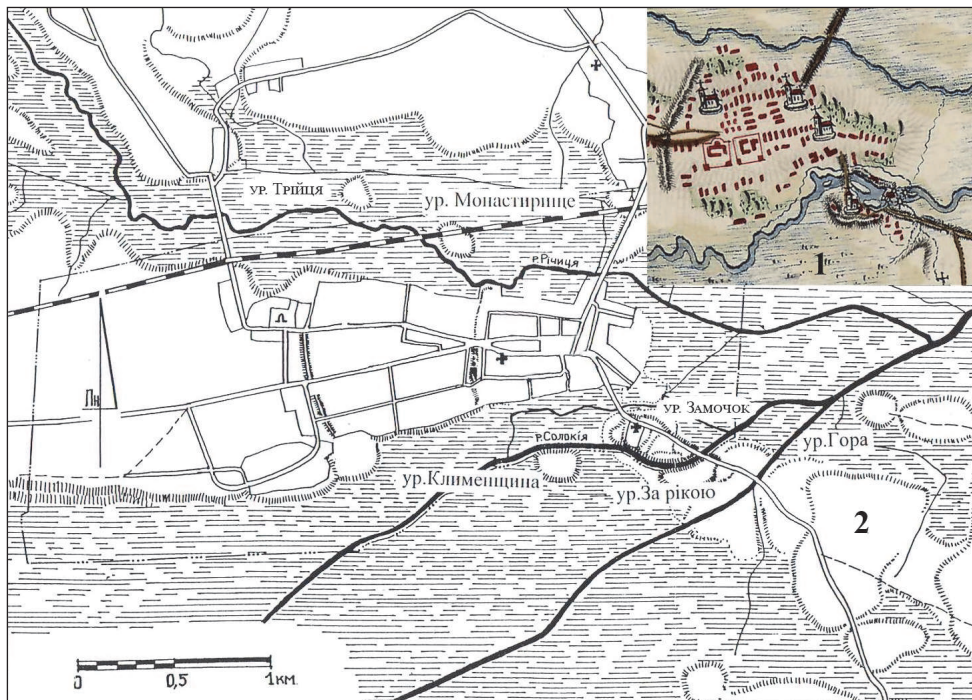 1
ур. Трійця
ур. Монастирище
р.Річиця
Пн
ур. Замочок
р.Солокія
ур.Гора
ур.Клименщина
ур.За рікою
2
0 0,5 1км.